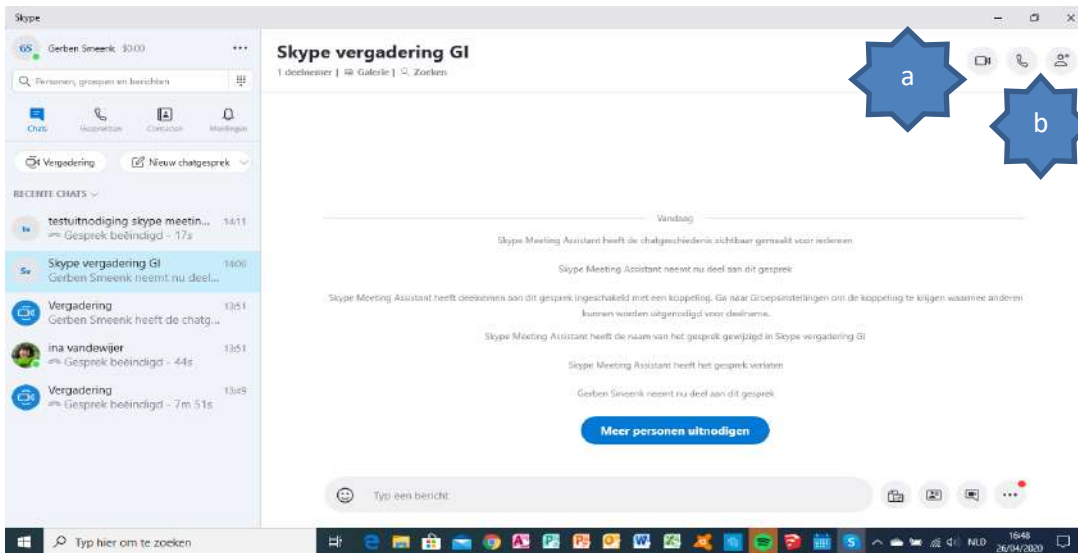 Skype
GS Gerben Smeenk $0.00
Personen, groepen en berichten
Chats Gesprekken Contacten Meldingen
Vergadering Nieuw chatgesprek
RECENTE CHATS
te testuitnodiging skype meetin... 14:11
Gesprek beëindigd - 17s
Sv Skype vergadering GI 14:00
Gerben Smeenk neemt nu deel...
Vergadering 13:51
Gerben Smeenk heeft de chatg...
ina vandewijer 13:51
Gesprek beëindigd - 44s
Vergadering 13:49
Gesprek beëindigd - 7m 51s
Skype vergadering GI
1 deelnemer | Galerie | Zoeken
a
b
Vandaag
Skype Meeting Assistant heeft de chatgeschiedenis zichtbaar gemaakt voor iedereen
Skype Meeting Assistant neemt nu deel aan dit gesprek
Skype Meeting Assistant heeft deelnemen aan dit gesprek ingeschakeld met een koppeling. Ga naar Groepsinstellingen om de koppeling te krijgen waarmee anderen
kunnen worden uitgenodigd voor deelname.
Skype Meeting Assistant heeft de naam van het gesprek gewijzigd in Skype vergadering GI
Skype Meeting Assistant heeft het gesprek verlaten
Gerben Smeenk neemt nu deel aan dit gesprek
Meer personen uitnodigen
Typ een bericht
Typ hier om te zoeken
NLD
16:48
26/04/2020